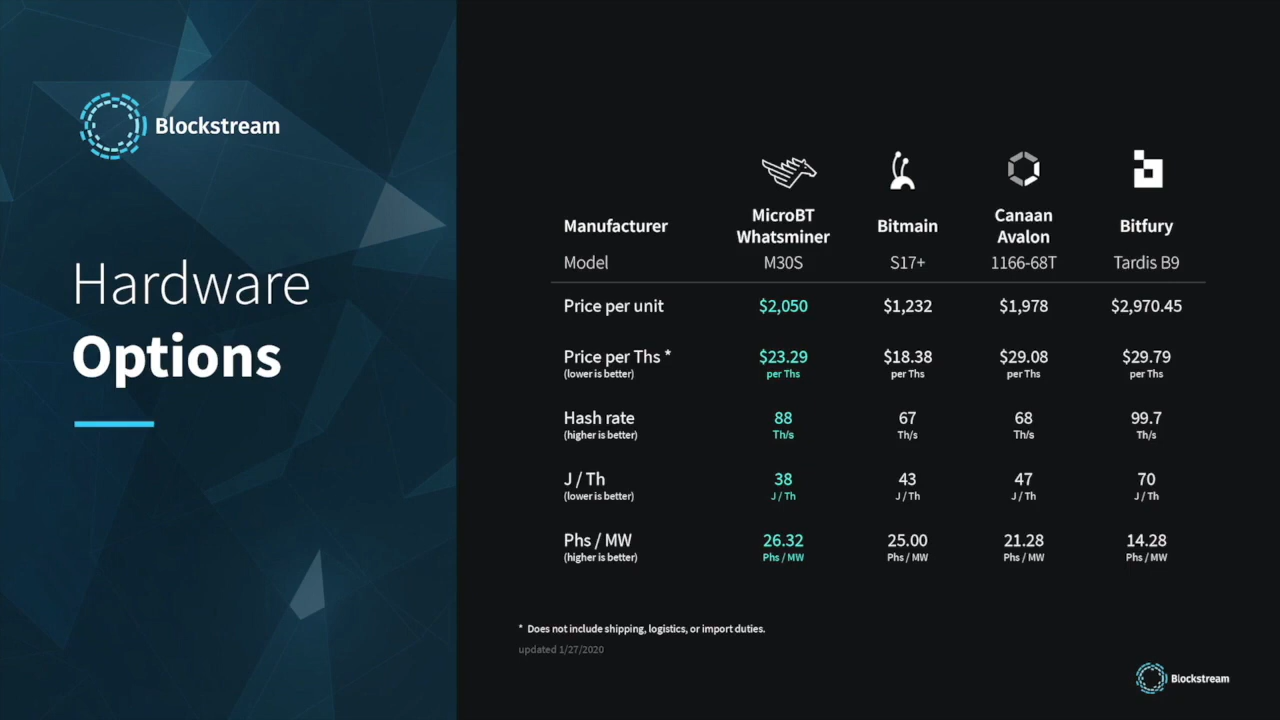 Blockstream
Hardware
Options
Manufacturer MicroBT Whatsminer Bitmain Canaan Avalon Bitfury
Model M30S S17+ 1166-68T Tardis B9
Price per unit $2,050 $1,232 $1,978 $2,970.45
Price per Ths * $23.29 $18.38 $29.08 $29.79
(lower is better) per Ths per Ths per Ths per Ths
Hash rate 88 67 68 99.7
(higher is better) Th/s Th/s Th/s Th/s
J / Th 38 43 47 70
(lower is better) J / Th J / Th J / Th J / Th
Phs / MW 26.32 25.00 21.28 14.28
(higher is better) Phs / MW Phs / MW Phs / MW Phs / MW
* Does not include shipping, logistics, or import duties.
updated 1/27/2020
Blockstream